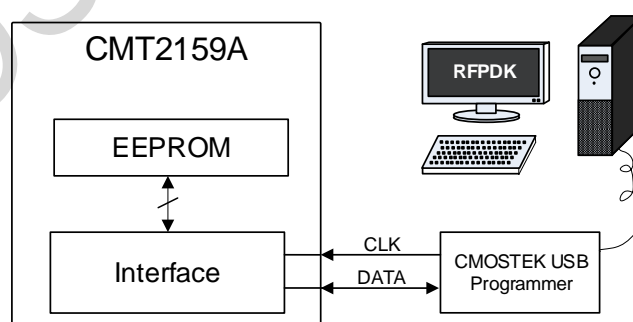 CMT2159A
RFPDK
EEPROM
Interface
CLK
DATA
CMOSTEK USB
Programmer